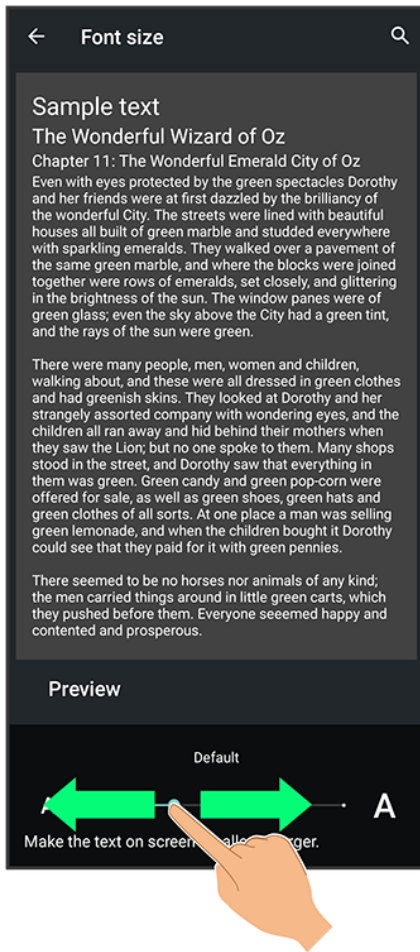 Font size
Sample text
The Wonderful Wizard of Oz
Chapter 11: The Wonderful Emerald City of Oz
Even with eyes protected by the green spectacles Dorothy
and her friends were at first dazzled by the brilliancy of
the wonderful City. The streets were lined with beautiful
houses all built of green marble and studded everywhere
with sparkling emeralds. They walked over a pavement of
the same green marble, and where the blocks were joined
together were rows of emeralds, set closely, and glittering
in the brightness of the sun. The window panes were of
green glass; even the sky above the City had a green tint,
and the rays of the sun were green.
There were many people, men, women and children,
walking about, and these were all dressed in green clothes
and had greenish skins. They looked at Dorothy and her
strangely assorted company with wondering eyes, and the
children all ran away and hid behind their mothers when
they saw the Lion; but no one spoke to them. Many shops
stood in the street, and Dorothy saw that everything in
them was green. Green candy and green pop-corn were
offered for sale, as well as green shoes, green hats and
green clothes of all sorts. At one place a man was selling
green lemonade, and when the children bought it Dorothy
could see that they paid for it with green pennies.
There seemed to be no horses nor animals of any kind;
the men carried things around in little green carts, which
they pushed before them. Everyone seeemed happy and
contented and prosperous.
Preview
Default
A
Make the text on screen